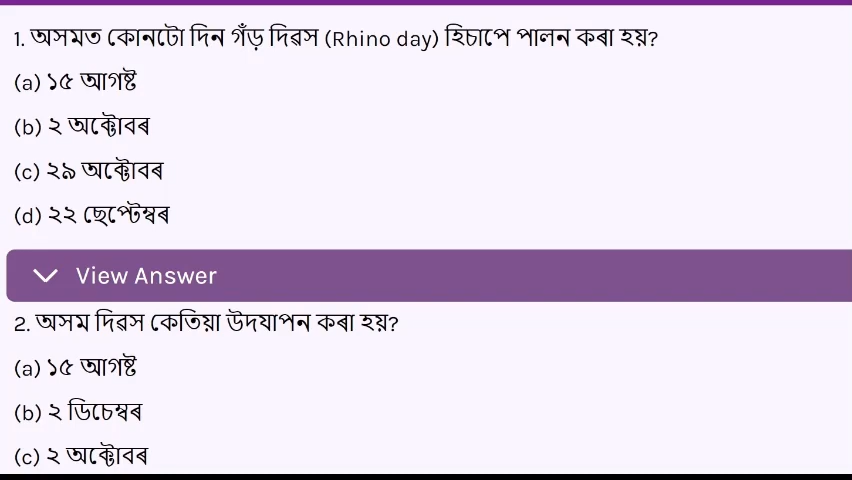 1. অসমত কোনটো দিন গঁড় দিৱস (Rhino day) হিচাপে পালন কৰা হয়?
(a) ১৫ আগষ্ট
(b) ২ অক্টোবৰ
(c) ২৯ অক্টোবৰ
(d) ২২ ছেপ্টেম্বৰ
View Answer
2. অসম দিৱস কেতিয়া উদযাপন কৰা হয়?
(a) ১৫ আগষ্ট
(b) ২ ডিচেম্বৰ
(c) ২ অক্টোবৰ